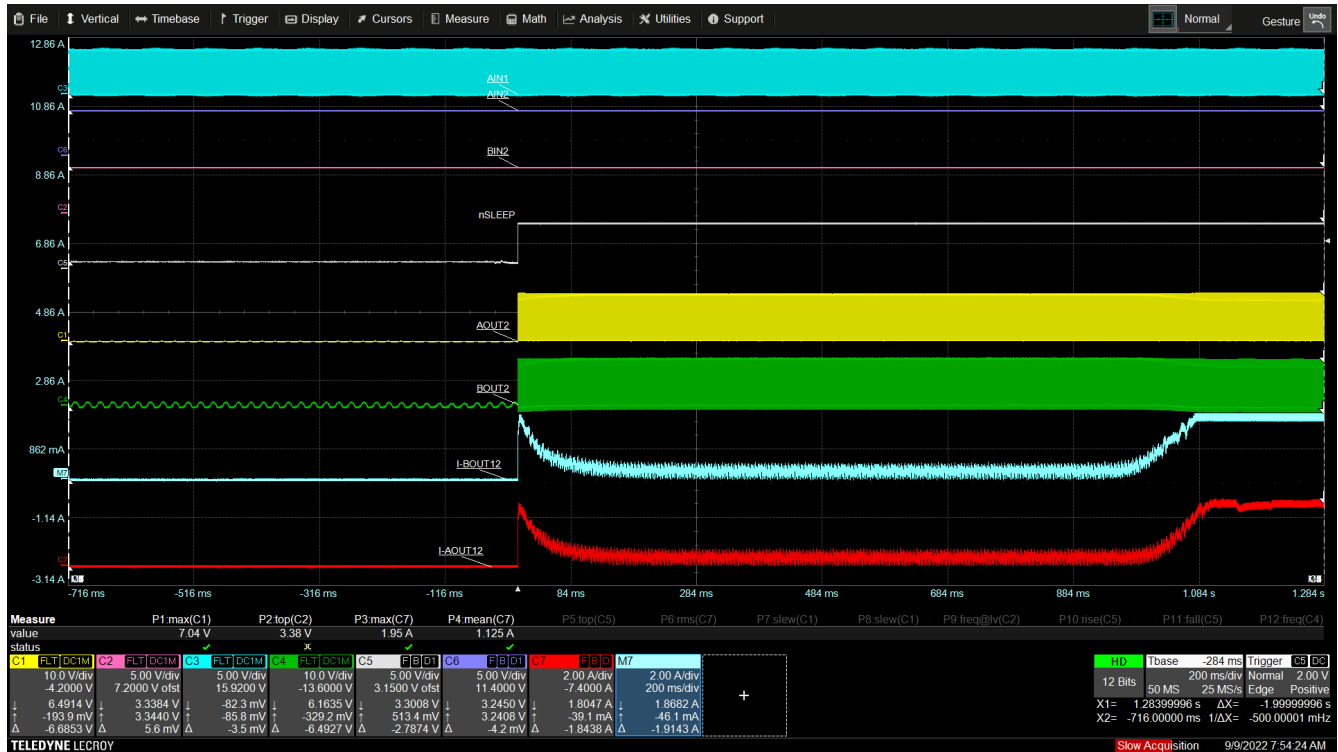 File Vertical Timebase Trigger Display Cursors Measure Math Analysis Utilities Support Normal Gesture Undo
12.86 A
C3
AIN1
AIN2
10.86 A
C6
BIN2
8.86 A
C2
nSLEEP
6.86 A
C5
4.86 A
C1
AOUT2
2.86 A
C4
BOUT2
862 mA
M7
I-BOUT12
-1.14 A
I-AOUT12
-3.14 A
-716 ms -516 ms -316 ms -116 ms 84 ms 284 ms 484 ms 684 ms 884 ms 1.084 s 1.284 s
Measure P1:max(C1) P2:top(C2) P3:max(C7) P4:mean(C7) P5:top(C5) P6:rms(C7) P7:slew(C1) P8:slew(C1) P9:freq@lv(C2) P10:rise(C5) P11:fall(C5) P12:freq(C4)
value 7.04 V 3.38 V 1.95 A 1.125 A
status
C1 FLT DC1M C2 FLT DC1M C3 FLT DC1M C4 FLT DC1M C5 F B D1 C6 F B D1 C7 F B D M7 HD Tbase -284 ms Trigger C5 DC
10.0 V/div 5.00 V/div 5.00 V/div 10.0 V/div 5.00 V/div 5.00 V/div 2.00 A/div 2.00 A/div 12 Bits 200 ms/div Normal 2.00 V
-4.2000 V 7.2000 V ofst 15.9200 V -13.6000 V 3.1500 V ofst 11.4000 V -7.4000 A 200 ms/div 50 MS 25 MS/s Edge Positive
↓ 6.4914 V ↓ 3.3384 V ↓ -82.3 mV ↓ 6.1635 V ↓ 3.3008 V ↓ 3.2450 V ↓ 1.8047 A ↓ 1.8682 A X1= 1.28399996 s ΔX= -1.99999996 s
↑ -193.9 mV ↑ 3.3440 V ↑ -85.8 mV ↑ -329.2 mV ↑ 513.4 mV ↑ 3.2408 V ↑ -39.1 mA ↑ -46.1 mA X2= -716.00000 ms 1/ΔX= -500.00001 mHz
Δ -6.6853 V Δ 5.6 mV Δ -3.5 mV Δ -6.4927 V Δ -2.7874 V Δ -4.2 mV Δ -1.8438 A Δ -1.9143 A
TELEDYNE LECROY Slow Acquisition 9/9/2022 7:54:24 AM